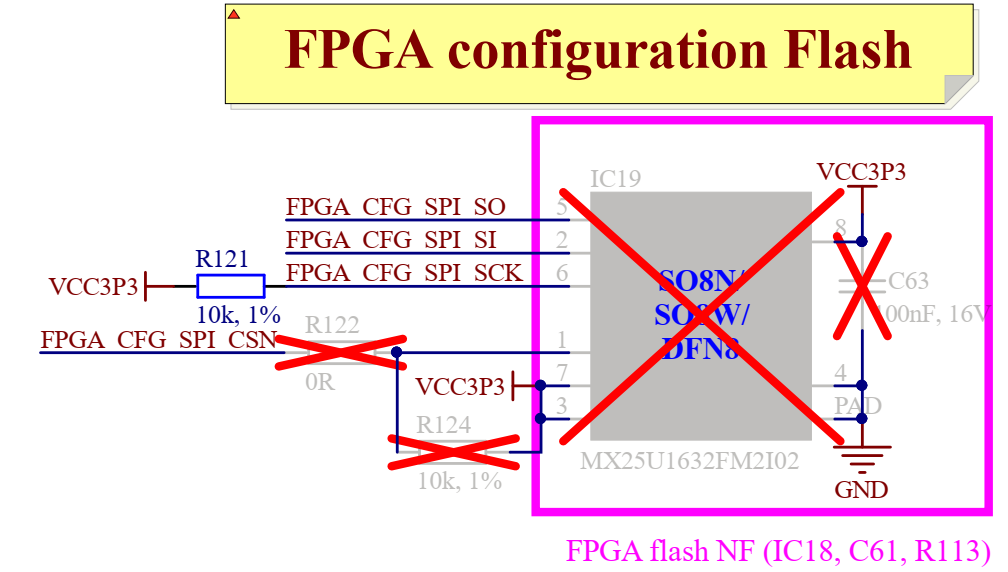 FPGA configuration Flash
IC19
VCC3P3
FPGA_CFG_SPI_SO
5
8
FPGA_CFG_SPI_SI
2
R121
FPGA_CFG_SPI_SCK
6
VCC3P3
10k, 1%
SO8N/
SO8W/
DFN8
C63
100nF, 16V
R122
FPGA_CFG_SPI_CSN
1
0R
VCC3P3
7
4
3
PAD
R124
10k, 1%
MX25U1632FM2I02
GND
FPGA flash NF (IC18, C61, R113)